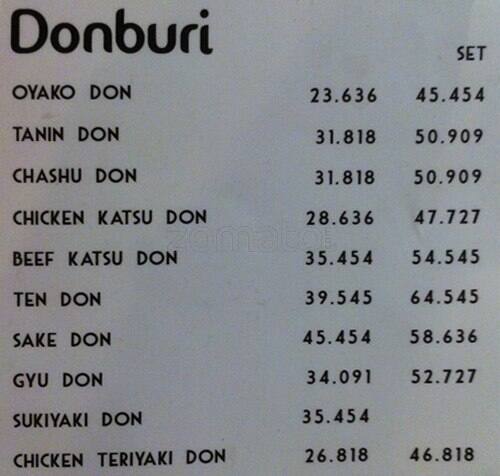 Donburi
SET
OYAKO DON 23.636 45.454
TANIN DON 31.818 50.909
CHASHU DON 31.818 50.909
CHICKEN KATSU DON 28.636 47.727
zomato
BEEF KATSU DON 35.454 54.545
TEN DON 39.545 64.545
SAKE DON 45.454 58.636
GYU DON 34.091 52.727
SUKIYAKI DON 35.454
CHICKEN TERIYAKI DON 26.818 46.818